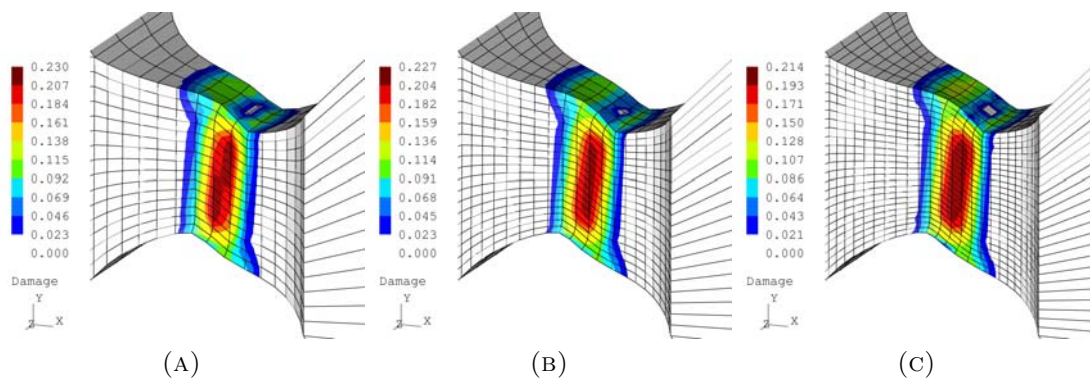 0.230
0.207
0.184
0.161
0.138
0.115
0.092
0.069
0.046
0.023
0.000
Damage
Y
Z X
(A)
0.227
0.204
0.181
0.159
0.136
0.114
0.091
0.068
0.045
0.023
0.000
Damage
Y
Z X
(B)
0.214
0.193
0.171
0.150
0.128
0.107
0.086
0.064
0.043
0.021
0.000
Damage
Y
Z X
(C)